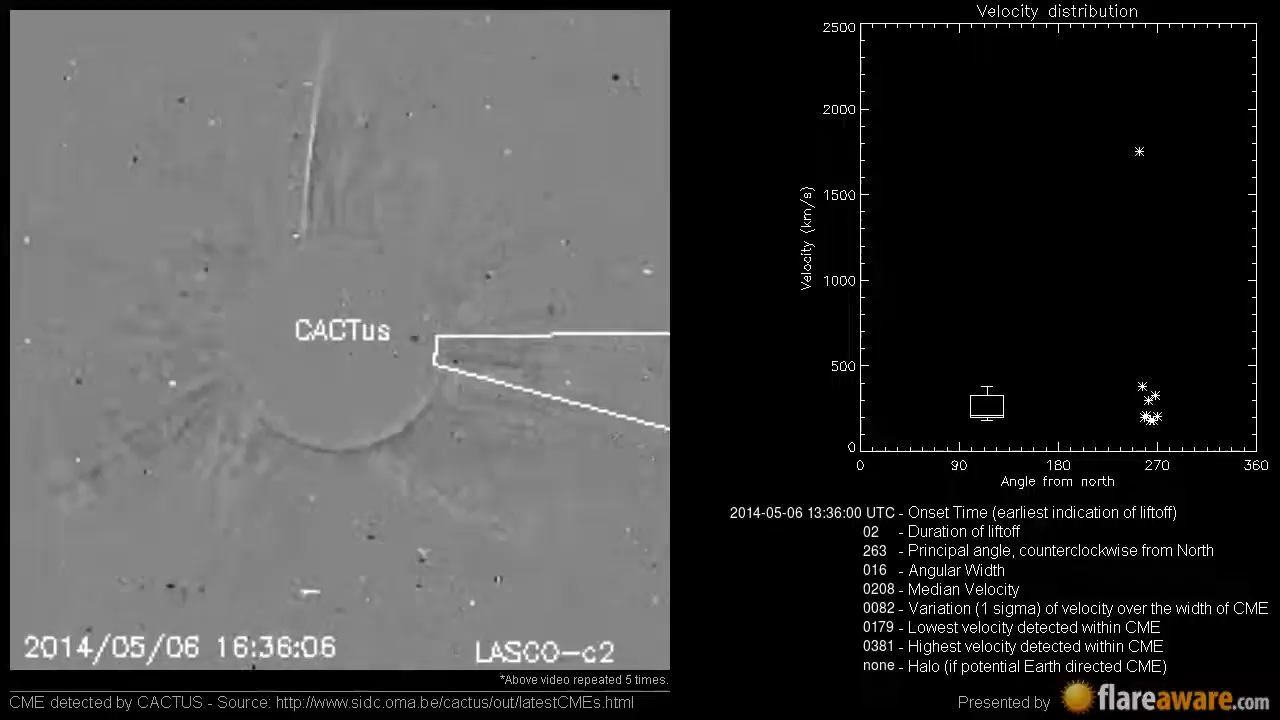 CACTus
2014/05/06 16:36:06
LASCO-c2
*Above video repeated 5 times.
CME detected by CACTUS - Source: http://www.sidc.oma.be/cactus/out/latestCMEs.html
Velocity distribution
2500
2000
1500
1000
500
0
Velocity (km/s)
0 90 180 270 360
Angle from north
2014-05-06 13:36:00 UTC - Onset Time (earliest indication of liftoff)
02 - Duration of liftoff
263 - Principal angle, counterclockwise from North
016 - Angular Width
0208 - Median Velocity
0082 - Variation (1 sigma) of velocity over the width of CME
0179 - Lowest velocity detected within CME
0381 - Highest velocity detected within CME
none - Halo (if potential Earth directed CME)
Presented by flareaware.com